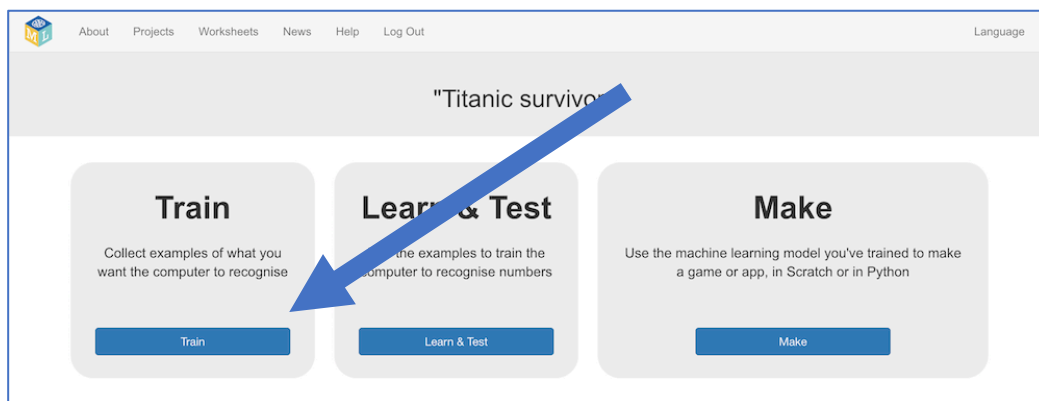 About Projects Worksheets News Help Log Out Language
"Titanic survivor
Train
Collect examples of what you
want the computer to recognise
Train
Learn & Test
the examples to train the
computer to recognise numbers
Learn & Test
Make
Use the machine learning model you've trained to make
a game or app, in Scratch or in Python
Make